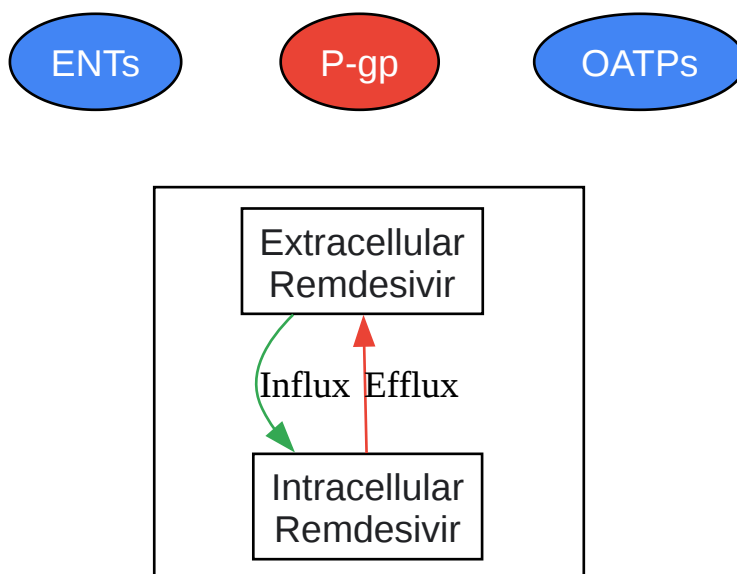 ENTs
P-gp
OATPs
Extracellular
Remdesivir
Influx
Efflux
Intracellular
Remdesivir